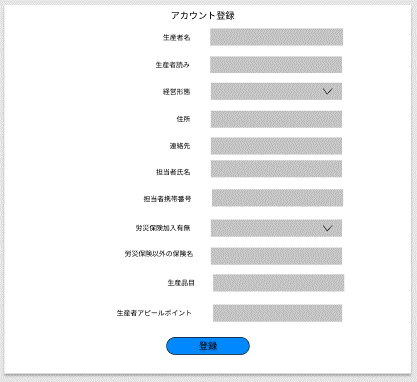 アカウント登録
生産者名
生産者読み
経営形態
住所
連絡先
担当者氏名
担当者携帯番号
労災保険加入有無
労災保険以外の保険名
生産品目
生産者アピールポイント
登録